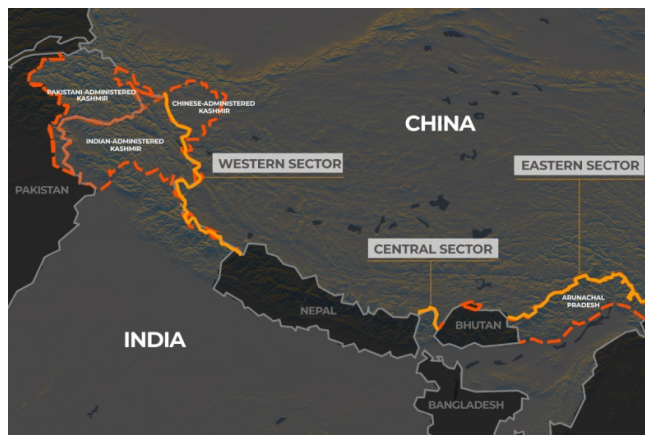 PAKISTANI-ADMINISTERED
KASHMIR
CHINESE-ADMINISTERED
KASHMIR
CHINA
INDIAN-ADMINISTERED
KASHMIR
WESTERN SECTOR
EASTERN SECTOR
PAKISTAN
CENTRAL SECTOR
ARUNACHAL
PRADESH
NEPAL
BHUTAN
INDIA
BANGLADESH